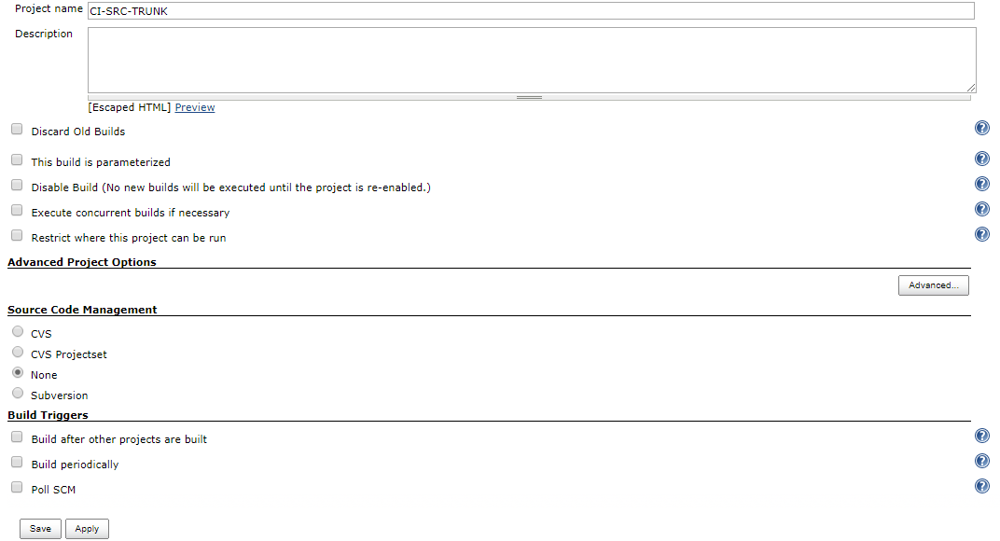 Project name CI-SRC-TRUNK
Description
[Escaped HTML] Preview
Discard Old Builds
This build is parameterized
Disable Build (No new builds will be executed until the project is re-enabled.)
Execute concurrent builds if necessary
Restrict where this project can be run
Advanced Project Options
Advanced...
Source Code Management
CVS
CVS Projectset
None
Subversion
Build Triggers
Build after other projects are built
Build periodically
Poll SCM
Save Apply